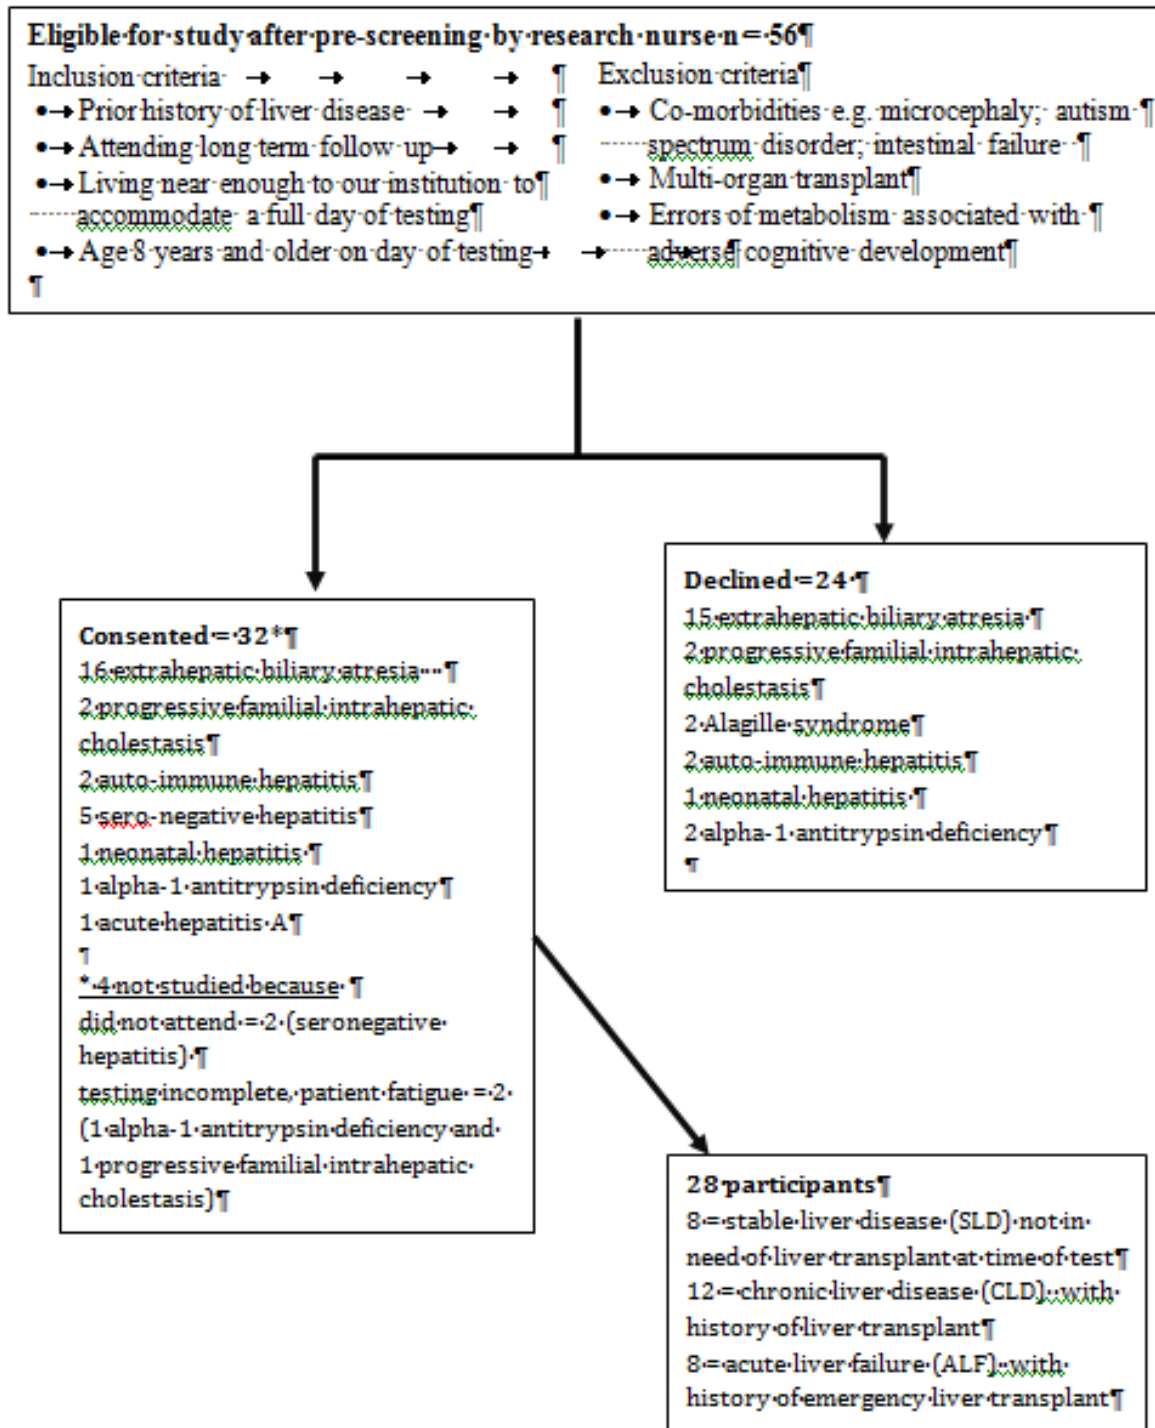 Eligible for study after pre-screening by research nurse n = 56¶
Inclusion criteria → → → → ¶
•→Prior history of liver disease → → ¶
•→Attending long term follow up→ → ¶
•→Living near enough to our institution to¶
accommodate a full day of testing¶
•→Age 8 years and older on day of testing→ → →
¶
Exclusion criteria¶
•→ Co-morbidities e.g. microcephaly; autism ¶
spectrum disorder; intestinal failure ¶
•→ Multi-organ transplant¶
•→ Errors of metabolism associated with ¶
adverse¶ cognitive development¶
Consented = 32*¶
16 extrahepatic biliary atresia ¶
2 progressive familial intrahepatic
cholestasis¶
2 auto-immune hepatitis¶
5 sero-negative hepatitis¶
1 neonatal hepatitis ¶
1 alpha-1 antitrypsin deficiency¶
1 acute hepatitis A¶
¶
* 4 not studied because ¶
did not attend = 2 (seronegative
hepatitis) ¶
testing incomplete, patient fatigue = 2
(1 alpha-1 antitrypsin deficiency and
1 progressive familial intrahepatic
cholestasis)¶
Declined = 24 ¶
15 extrahepatic biliary atresia ¶
2 progressive familial intrahepatic
cholestasis¶
2 Alagille syndrome¶
2 auto-immune hepatitis¶
1 neonatal hepatitis ¶
2 alpha-1 antitrypsin deficiency¶
¶
28 participants¶
8 = stable liver disease (SLD) not in
need of liver transplant at time of test¶
12 = chronic liver disease (CLD) with
history of liver transplant¶
8 = acute liver failure (ALF) with
history of emergency liver transplant¶